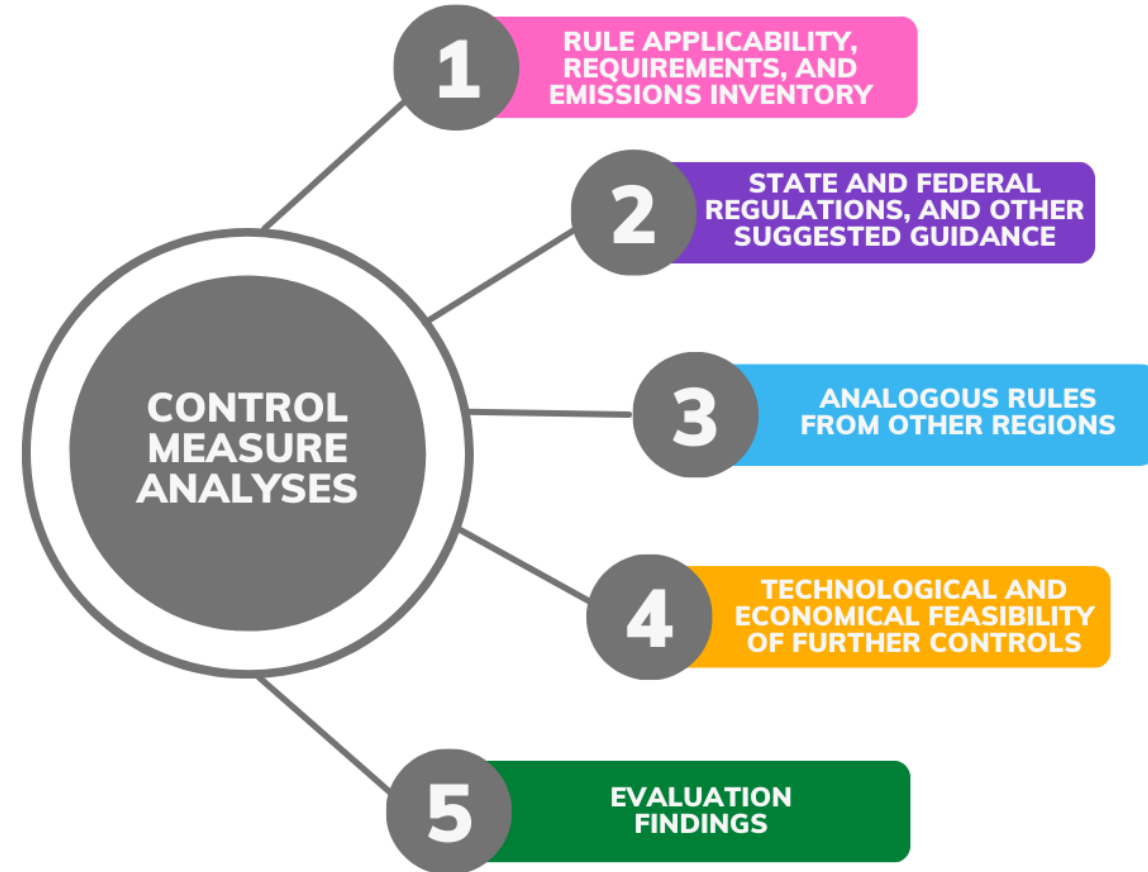 CONTROL
MEASURE
ANALYSES
1
RULE APPLICABILITY,
REQUIREMENTS, AND
EMISSIONS INVENTORY
2
STATE AND FEDERAL
REGULATIONS, AND OTHER
SUGGESTED GUIDANCE
3
ANALOGOUS RULES
FROM OTHER REGIONS
4
TECHNOLOGICAL AND
ECONOMICAL FEASIBILITY
OF FURTHER CONTROLS
5
EVALUATION
FINDINGS